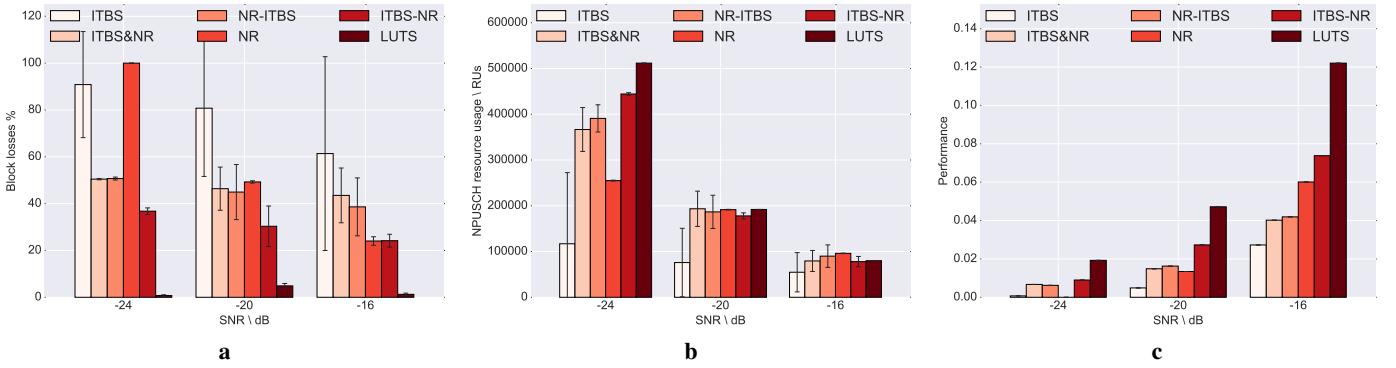 ITBS
ITBS&NR
NR-ITBS
NR
ITBS-NR
LUTS
120
100
80
60
40
20
0
Block losses %
-24
-20
-16
SNR \ dB
a
ITBS
ITBS&NR
NR-ITBS
NR
ITBS-NR
LUTS
600000
500000
400000
300000
200000
100000
0
NPUSCH resource usage \ RUs
-24
-20
-16
SNR \ dB
b
ITBS
ITBS&NR
NR-ITBS
NR
ITBS-NR
LUTS
0.14
0.12
0.10
0.08
0.06
0.04
0.02
0.00
Performance
-24
-20
-16
SNR \ dB
c